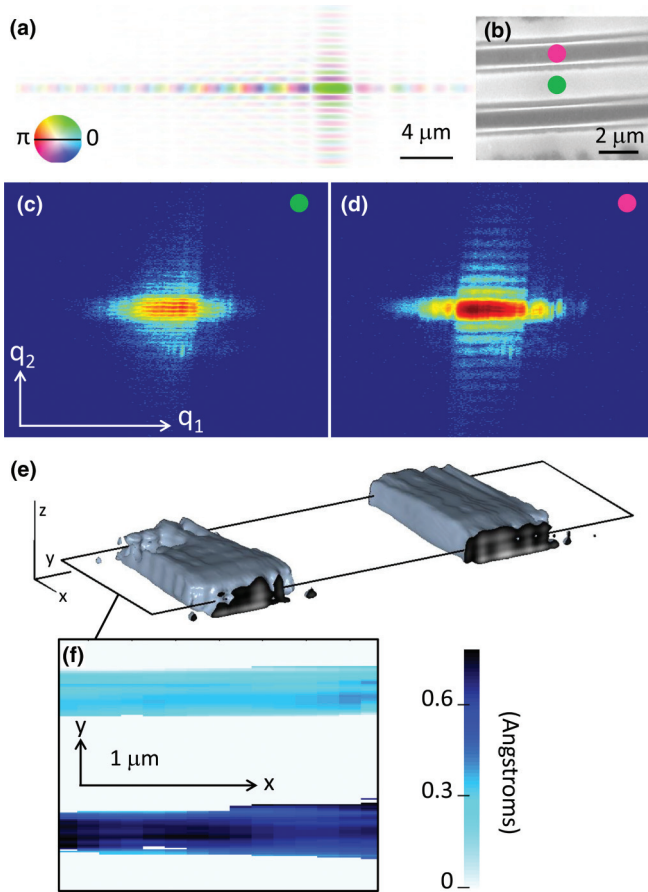 (a)
π 0
4 μm
(b)
2 μm
(c)
q2
q1
(d)
(e)
z
y
x
(f)
y
1 μm
x
0.6
0.3
0
(Angstroms)